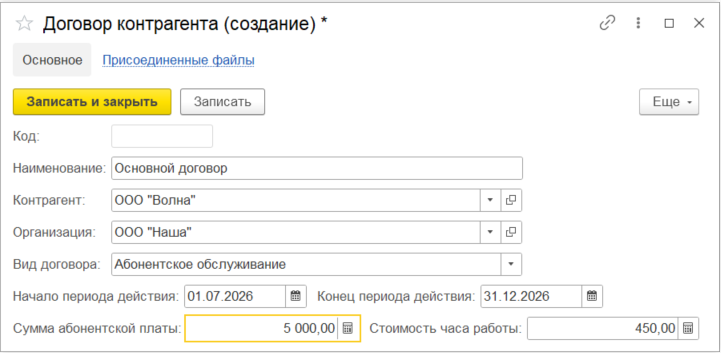 Договор контрагента (создание) *
Основное Присоединенные файлы
Записать и закрыть Записать Еще
Код:
Наименование: Основной договор
Контрагент: ООО "Волна"
Организация: ООО "Наша"
Вид договора: Абонентское обслуживание
Начало периода действия: 01.07.2026 Конец периода действия: 31.12.2026
Сумма абонентской платы: 5 000,00 Стоимость часа работы: 450,00